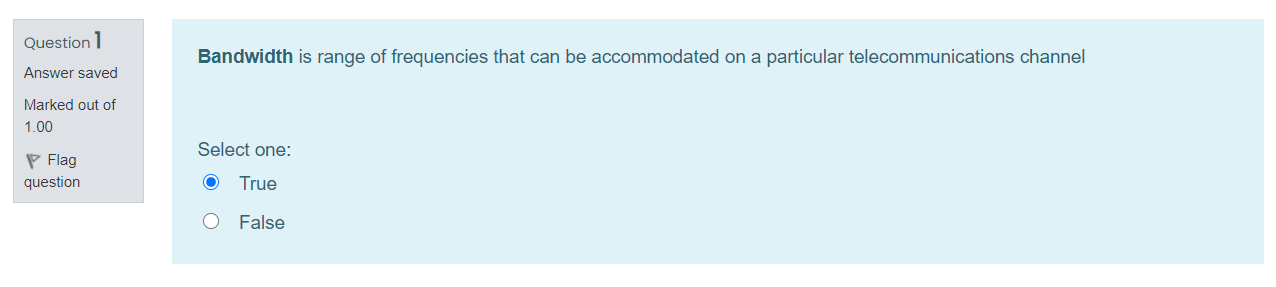 Question 1
Answer saved
Marked out of
1.00
Flag
question
Bandwidth is range of frequencies that can be accommodated on a particular telecommunications channel
Select one:
True
False